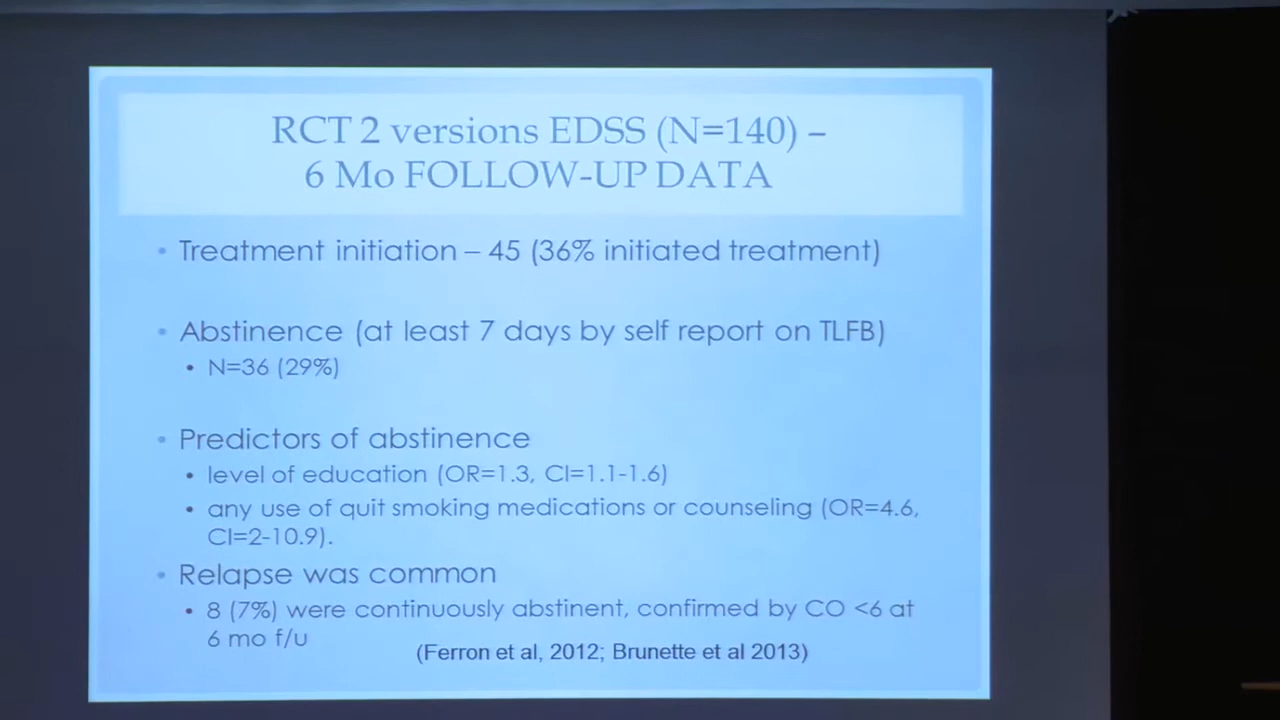 RCT 2 versions EDSS (N=140) –
6 Mo FOLLOW-UP DATA
• Treatment initiation – 45 (36% initiated treatment)
• Abstinence (at least 7 days by self report on TLFB)
• N=36 (29%)
• Predictors of abstinence
• level of education (OR=1.3, CI=1.1-1.6)
• any use of quit smoking medications or counseling (OR=4.6,
CI=2-10.9).
• Relapse was common
• 8 (7%) were continuously abstinent, confirmed by CO <6 at
6 mo f/u
(Ferron et al, 2012; Brunette et al 2013)